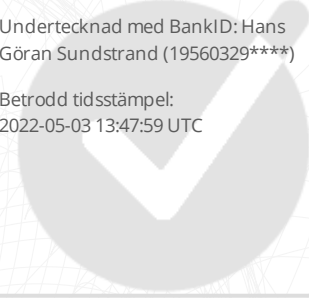 Undertecknad med BankID: Hans
Göran Sundstrand (19560329****)
Betrodd tidsstämpel:
2022-05-03 13:47:59 UTC